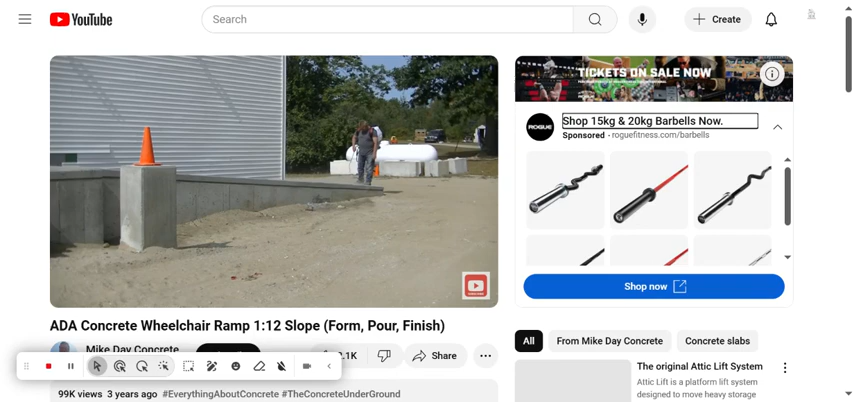 YouTube
Search
Create
TICKETS ON SALE NOW
ROGUE
Shop 15kg & 20kg Barbells Now.
Sponsored · roguefitness.com/barbells
Shop now
ADA Concrete Wheelchair Ramp 1:12 Slope (Form, Pour, Finish)
Mike Day Concrete
Share
All
From Mike Day Concrete
Concrete slabs
99K views 3 years ago #EverythingAboutConcrete #TheConcreteUnderGround
The original Attic Lift System
Attic Lift is a platform lift system
designed to move heavy storage